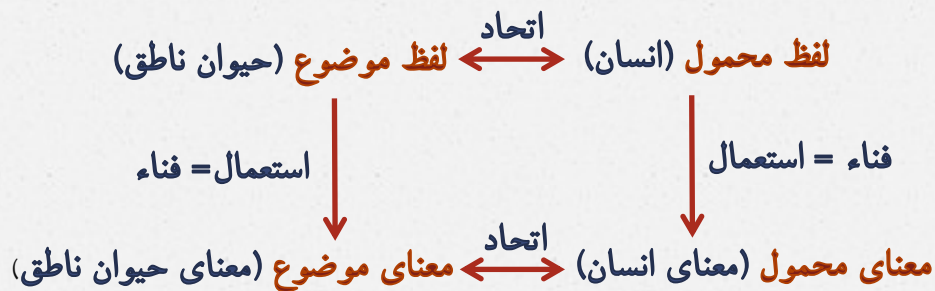 اتحاد
لفظ محمول (انسان)
لفظ موضوع (حیوان ناطق)
فناء = استعمال
استعمال= فناء
اتحاد
معنای محمول (معنای انسان)
معنای موضوع (معنای حیوان ناطق)